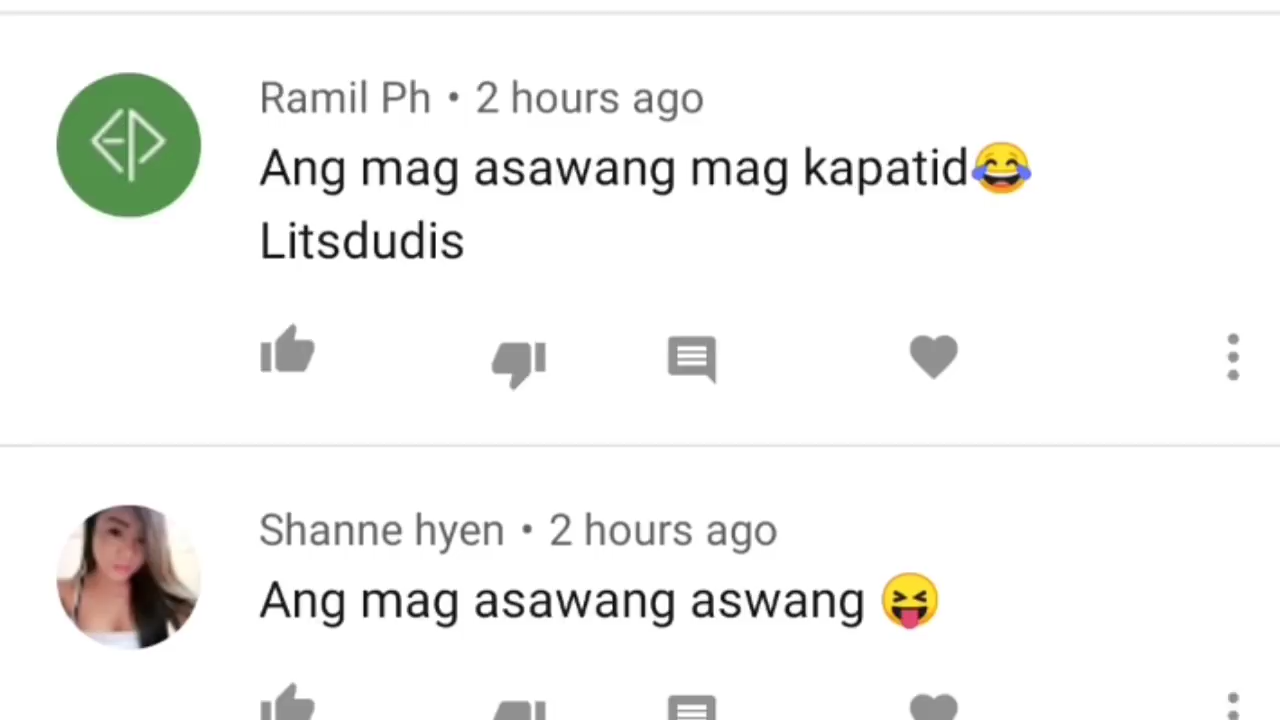 Ramil Ph • 2 hours ago
Ang mag asawang mag kapatid😂
Litsdudis
Shanne hyen • 2 hours ago
Ang mag asawang aswang 😝